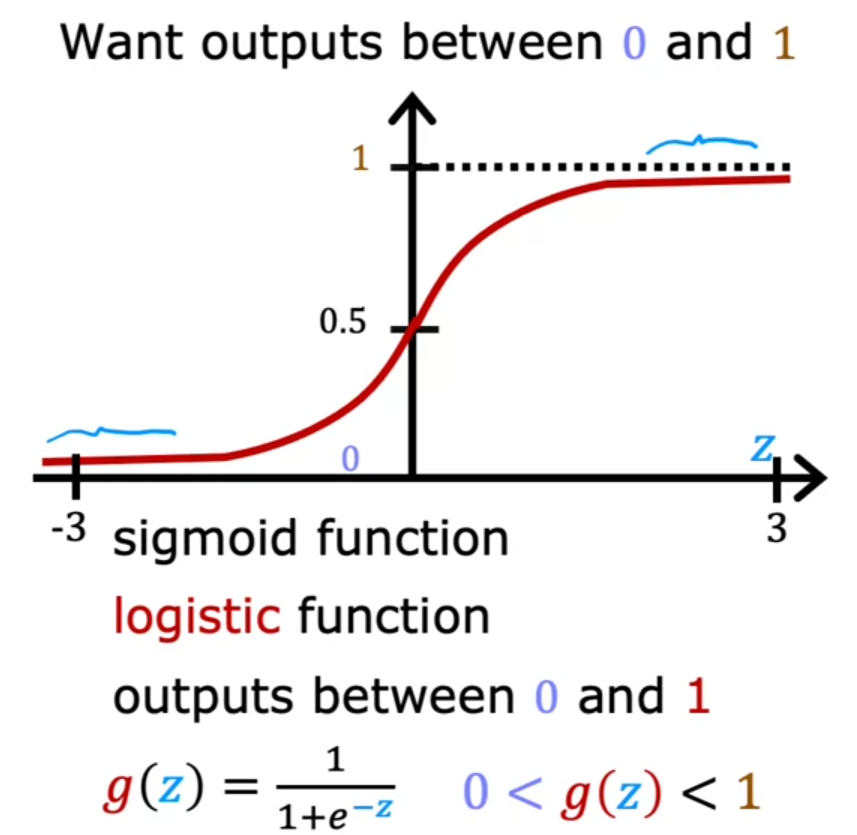 Want outputs between 0 and 1
1
0.5
0
z
-3
3
sigmoid function
logistic function
outputs between 0 and 1
g(z) = 1/(1+e^−z)    0 < g(z) < 1